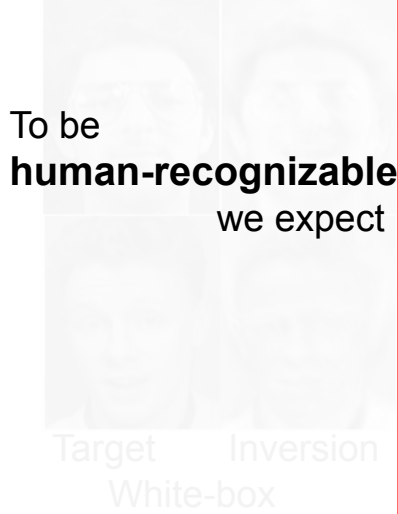 To be
human-recognizable
we expect
Target Inversion
White-box